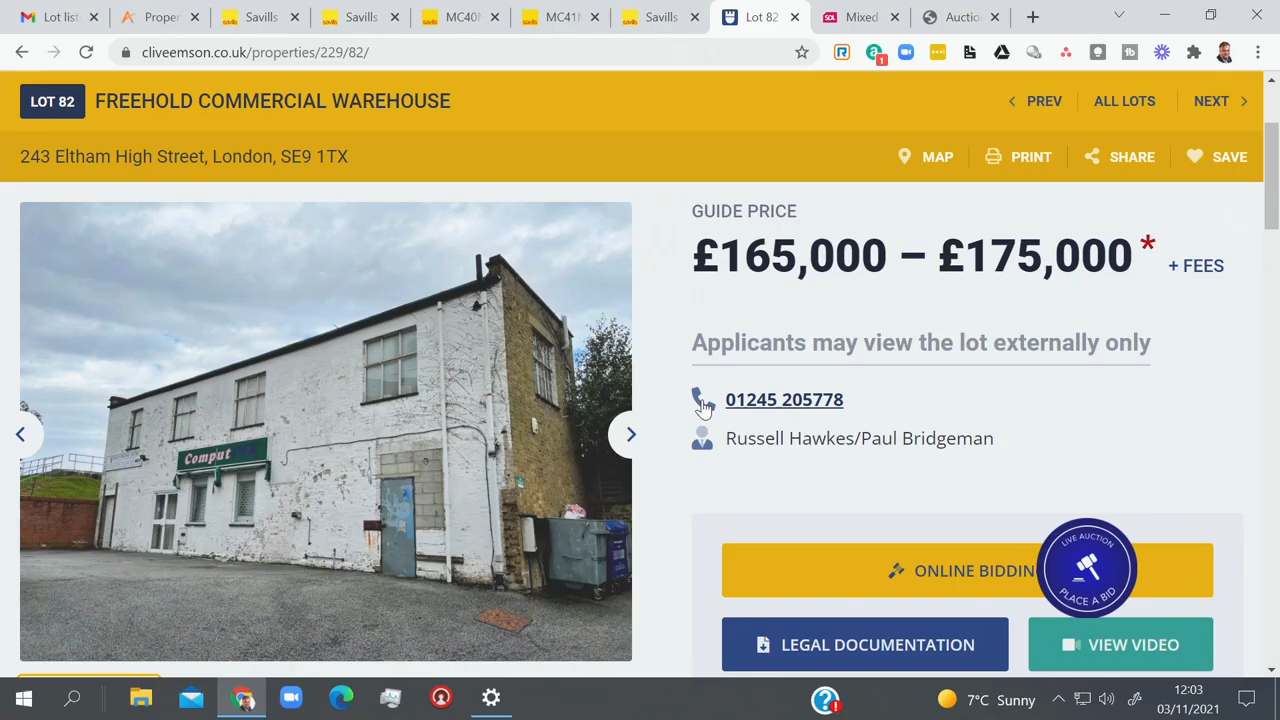 Lot list
Proper
Savills
Savills
MC40
MC41
Savills
Lot 82
Mixed
Auctio
cliveemson.co.uk/properties/229/82/
1
LOT 82
FREEHOLD COMMERCIAL WAREHOUSE
PREV
ALL LOTS
NEXT
243 Eltham High Street, London, SE9 1TX
MAP
PRINT
SHARE
SAVE
GUIDE PRICE
£165,000 – £175,000 * + FEES
Applicants may view the lot externally only
01245 205778
Russell Hawkes/Paul Bridgeman
Comput
ONLINE BIDDIN
LIVE AUCTION
PLACE A BID
LEGAL DOCUMENTATION
VIEW VIDEO
7°C Sunny
12:03
03/11/2021